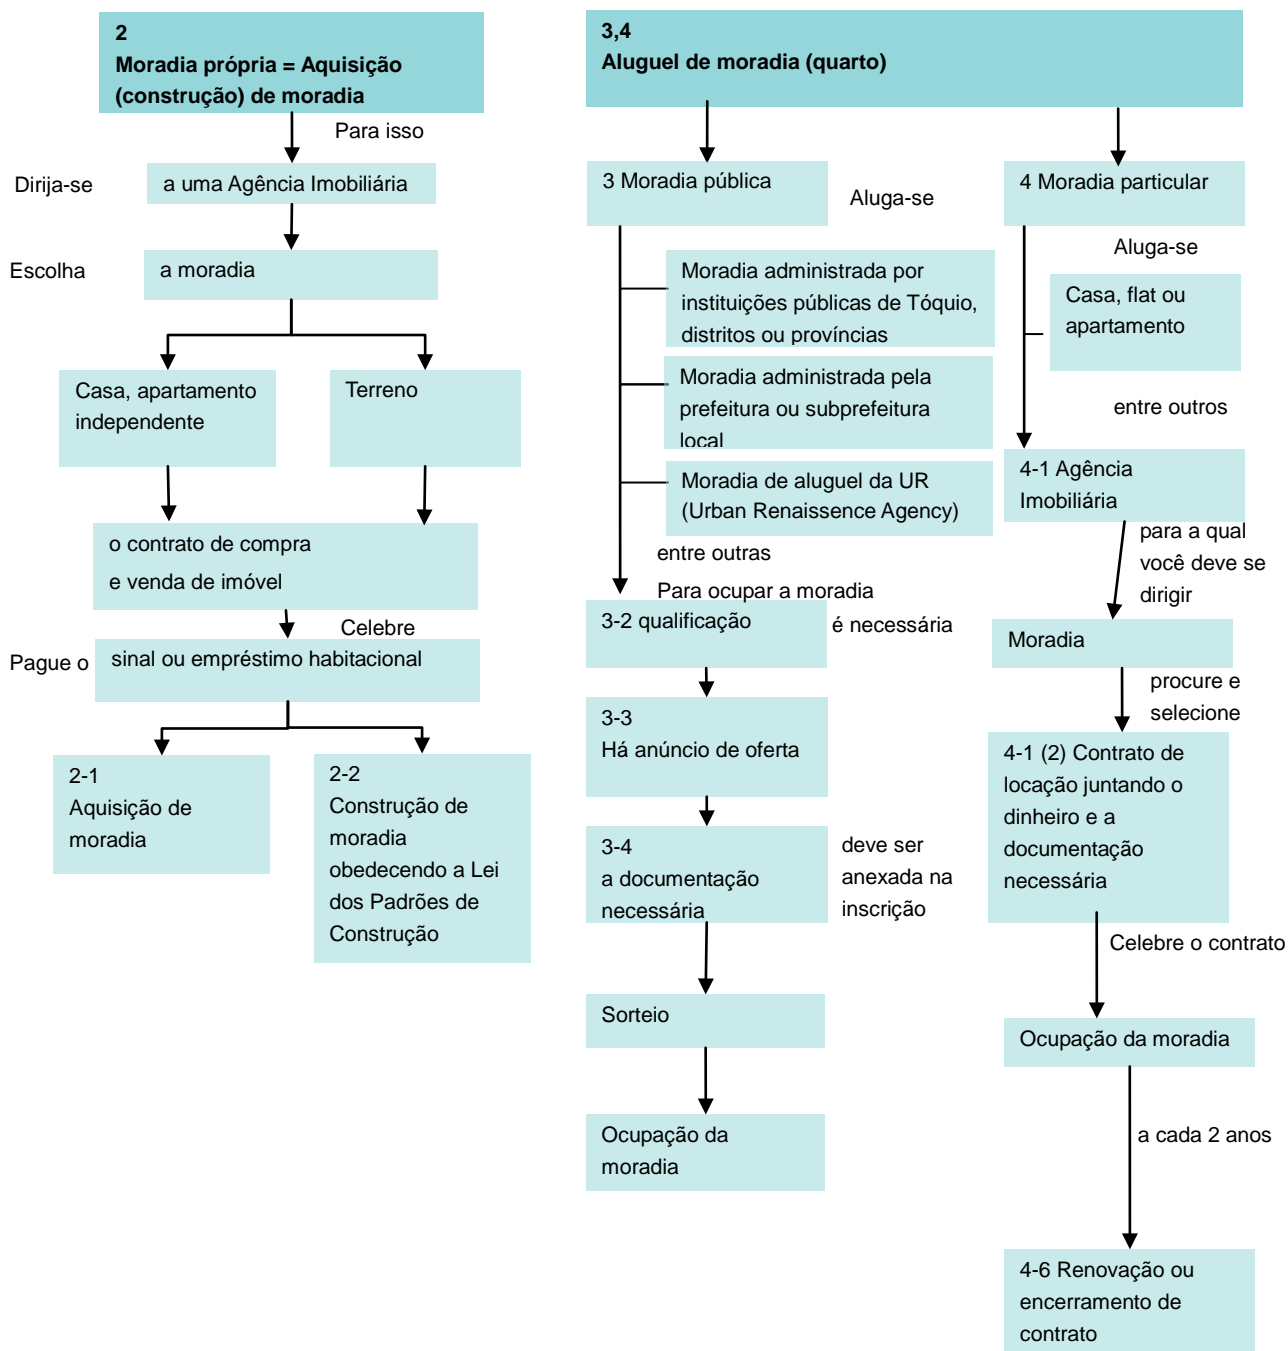 2
Moradia própria = Aquisição
(construção) de moradia
Para isso
Dirija-se
a uma Agência Imobiliária
Escolha
a moradia
Casa, apartamento
independente
Terreno
o contrato de compra
e venda de imóvel
Celebre
Pague o
sinal ou empréstimo habitacional
2-1
Aquisição de
moradia
2-2
Construção de
moradia
obedecendo a Lei
dos Padrões de
Construção
3,4
Aluguel de moradia (quarto)
3 Moradia pública
Aluga-se
Moradia administrada por
instituições públicas de Tóquio,
distritos ou províncias
Moradia administrada pela
prefeitura ou subprefeitura
local
Moradia de aluguel da UR
(Urban Renaissence Agency)
entre outras
Para ocupar a moradia
3-2 qualificação
é necessária
3-3
Há anúncio de oferta
3-4
a documentação
necessária
deve ser
anexada na
inscrição
Sorteio
Ocupação da
moradia
4 Moradia particular
Aluga-se
Casa, flat ou
apartamento
entre outros
4-1 Agência
Imobiliária
para a qual
você deve se
dirigir
Moradia
procure e
selecione
4-1 (2) Contrato de
locação juntando o
dinheiro e a
documentação
necessária
Celebre o contrato
Ocupação da moradia
a cada 2 anos
4-6 Renovação ou
encerramento de
contrato